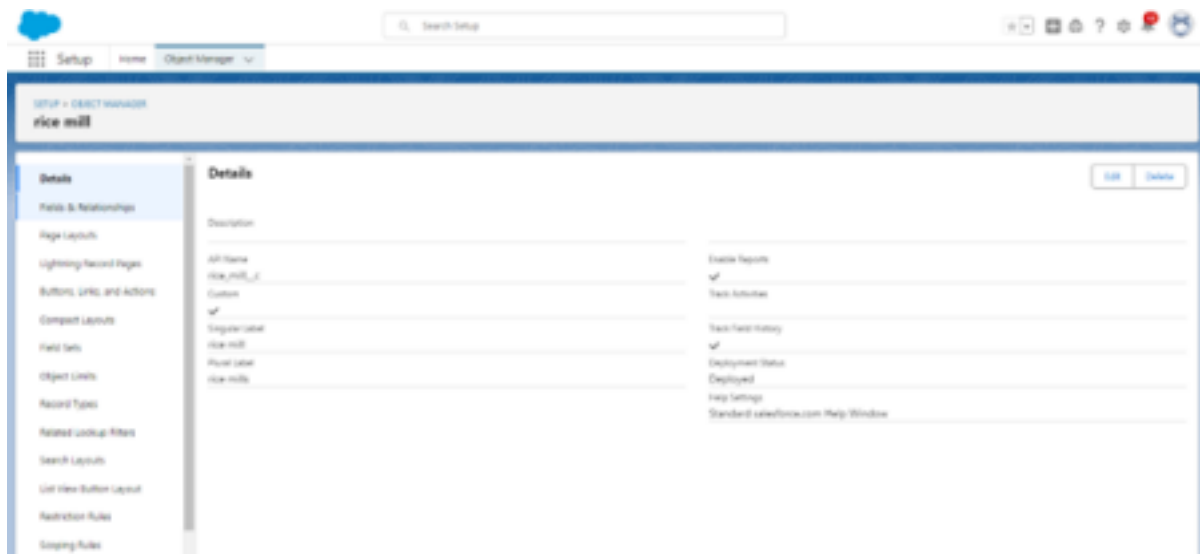 Search Setup
Setup Home Object Manager
SETUP > OBJECT MANAGER
rice mill
Details
Fields & Relationships
Page Layouts
Lightning Record Pages
Buttons, Links, and Actions
Compact Layouts
Field Sets
Object Limits
Record Types
Related Lookup Filters
Search Layouts
List View Button Layout
Restriction Rules
Scoping Rules
Details
Edit Delete
Description
API Name
rice_mill__c
Custom
Singular Label
rice mill
Plural Label
rice mills
Enable Reports
Track Activities
Track Field History
Deployment Status
Deployed
Help Settings
Standard salesforce.com Help Window